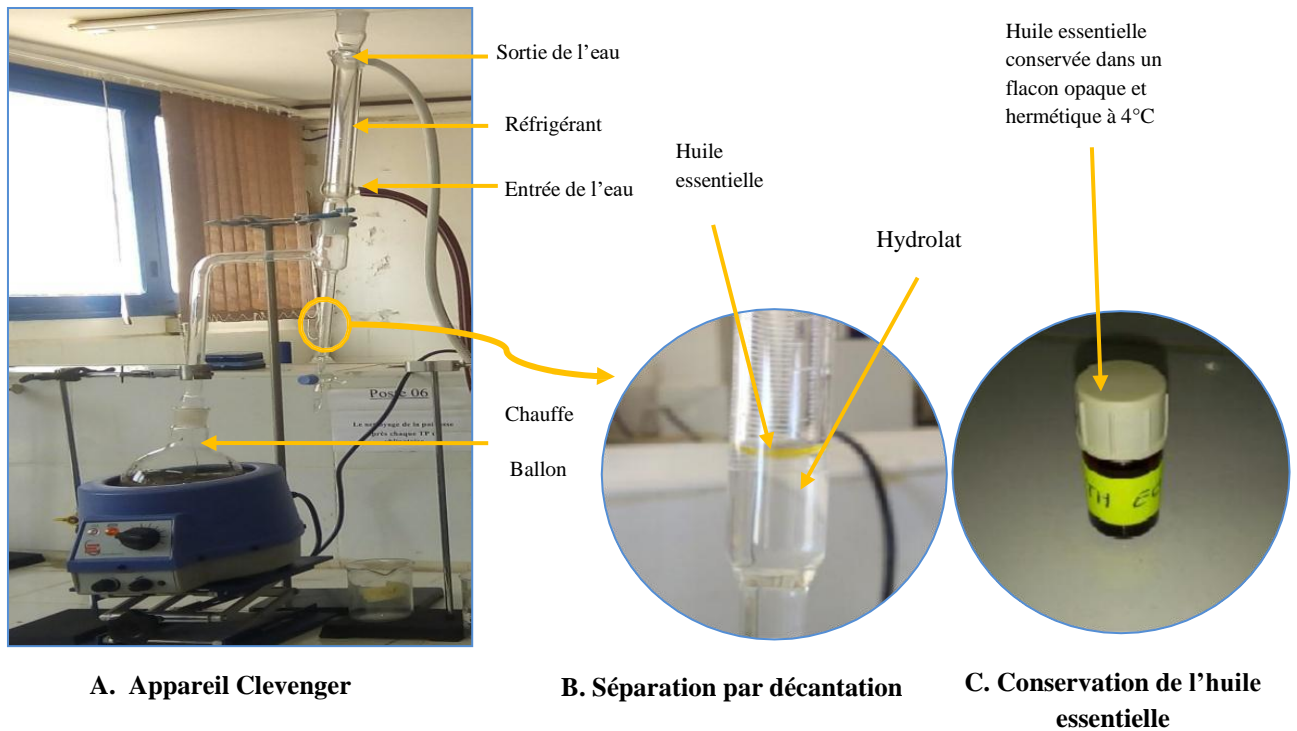 Sortie de l'eau
Réfrigérant
Entrée de l'eau
Chauffe
Ballon
Poste 06
Huile
essentielle
Hydrolat
Huile essentielle
conservée dans un
flacon opaque et
hermétique à 4°C
TH
A. Appareil Clevenger
B. Séparation par décantation
C. Conservation de l'huile
essentielle